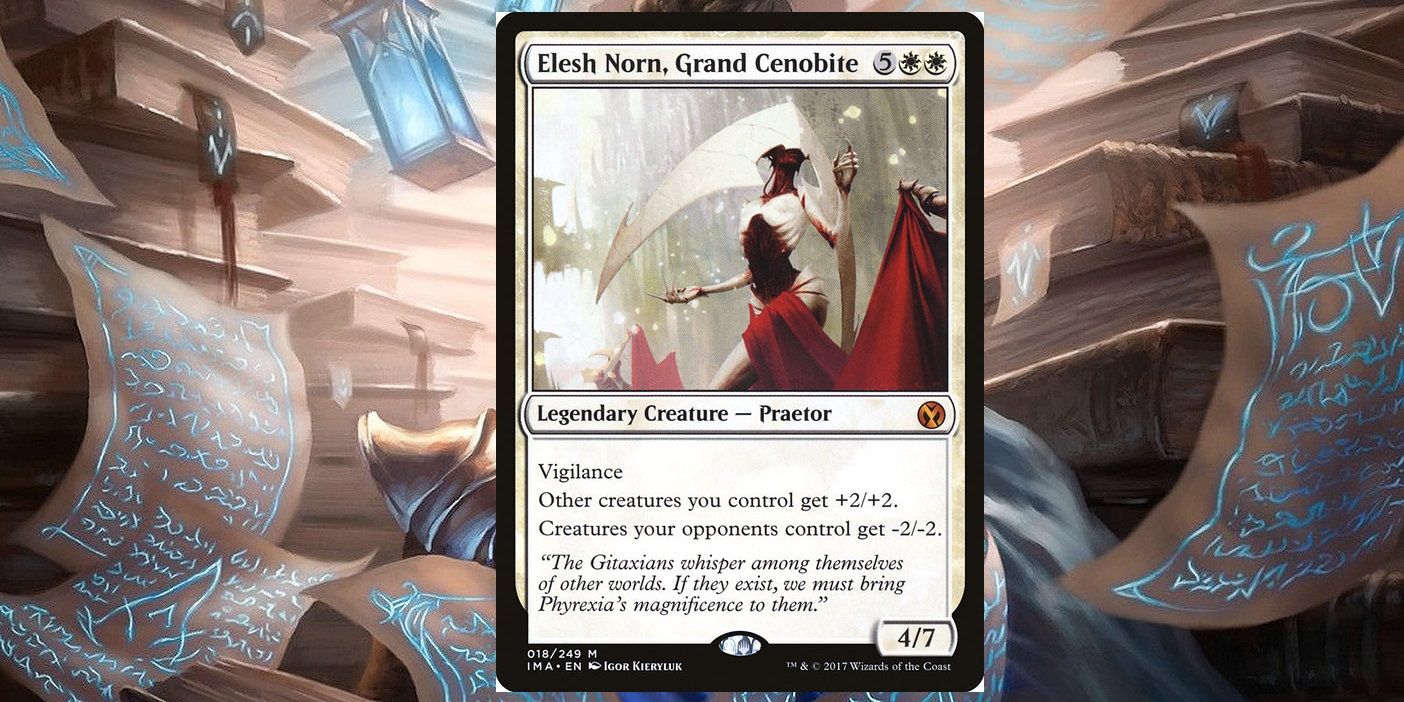 Elesh Norn, Grand Cenobite 5
Legendary Creature — Praetor
Vigilance
Other creatures you control get +2/+2.
Creatures your opponents control get -2/-2.
“The Gitaxians whisper among themselves
of other worlds. If they exist, we must bring
Phyrexia’s magnificence to them.”
4/7
018/249 M
IMA • EN Igor Kieryluk
™ & © 2017 Wizards of the Coast